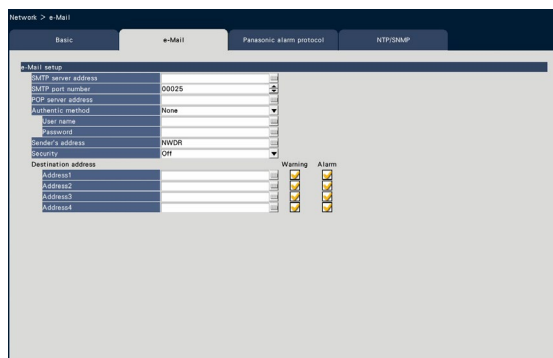 Network > e-Mail
Basic e-Mail Panasonic alarm protocol NTP/SNMP
e-Mail setup
SMTP server address
SMTP port number 00025
POP server address
Authentic method None
User name
Password
Sender's address NWDR
Security Off
Destination address Warning Alarm
Address1
Address2
Address3
Address4